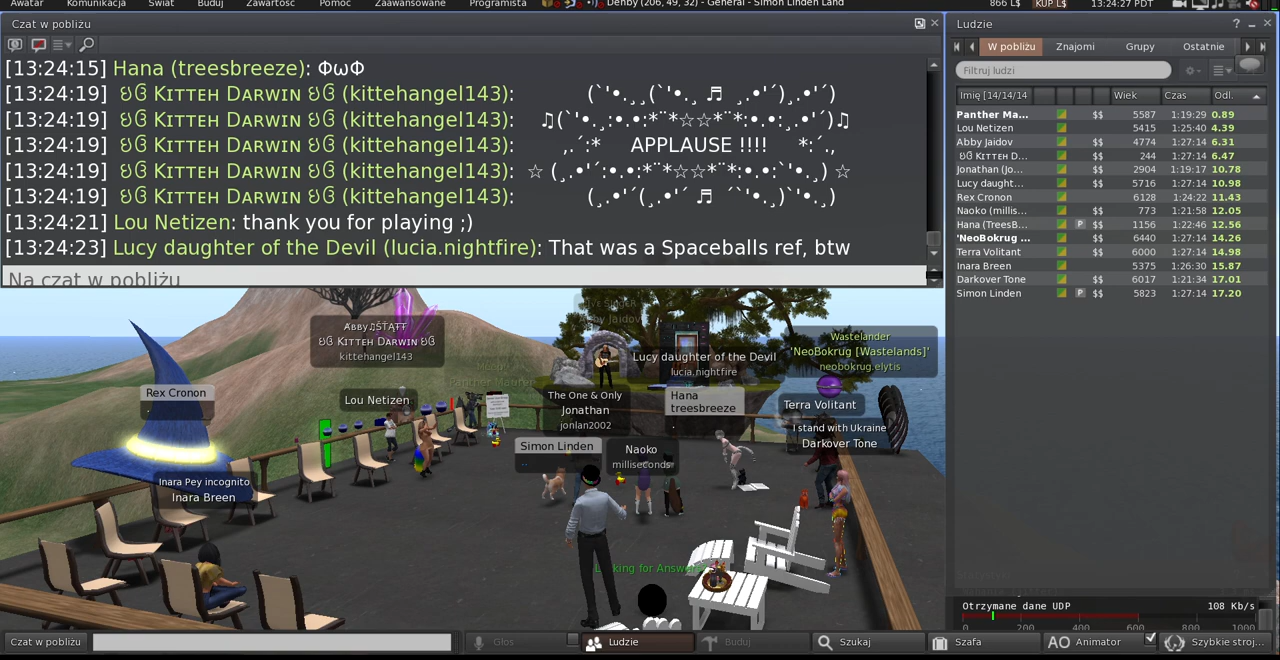 Awatar Komunikacja Świat Buduj Zawartość Pomoc Zaawansowane Programista Denby (206, 49, 32) - General - Simon Linden Land 866 L$ KUP L$ 13:24:27 PDT
Czat w pobliżu
[13:24:15] Hana (treesbreeze): ΦωΦ
[13:24:19] ღ Kɪᴛᴛᴇʜ Dᴀʀᴡɪɴ ღ (kittehangel143): (`'•.¸¸(`'•.¸ ♬ ¸.•'´)¸.•'´)
[13:24:19] ღ Kɪᴛᴛᴇʜ Dᴀʀᴡɪɴ ღ (kittehangel143): ♫(`'•.¸:•.•:*¨*☆☆*¨*:•.•:¸.•'´)♫
[13:24:19] ღ Kɪᴛᴛᴇʜ Dᴀʀᴡɪɴ ღ (kittehangel143): ,.´:* APPLAUSE !!!! *:´.,
[13:24:19] ღ Kɪᴛᴛᴇʜ Dᴀʀᴡɪɴ ღ (kittehangel143): ☆ (¸.•'´:•.•:*¨*☆☆*¨*:•.•:`'•.¸) ☆
[13:24:19] ღ Kɪᴛᴛᴇʜ Dᴀʀᴡɪɴ ღ (kittehangel143): (¸.•'´(¸.•'´ ♬ ´`'•.¸)`'•.¸)
[13:24:21] Lou Netizen: thank you for playing ;)
[13:24:23] Lucy daughter of the Devil (lucia.nightfire): That was a Spaceballs ref, btw
Na czat w pobliżu
Abby♫ŚŤĄŦŦ
ღ Kɪᴛᴛᴇʜ Dᴀʀᴡɪɴ ღ
kittehangel143
Rex Cronon
Lou Netizen
Lucy daughter of the Devil
lucia.nightfire
Wastelander
'NeoBokrug [Wastelands]'
neobokrug.elytis
The One & Only
Jonathan
jonlan2002
Hana
treesbreeze
Terra Volitant
I stand with Ukraine
Darkover Tone
Simon Linden
Naoko
milliseconds
Inara Pey incognito
Inara Breen
Looking for Answers
Ludzie
W pobliżu Znajomi Grupy Ostatnie
Filtruj ludzi
Imię [14/14/14 Wiek Czas Odl.
Panther Ma... $$ 5587 1:19:29 0.89
Lou Netizen 5415 1:25:40 4.39
Abby Jaidov $$ 4774 1:27:14 6.31
ღ Kɪᴛᴛᴇʜ D... $$ 244 1:27:14 6.47
Jonathan (Jo... $$ 2904 1:19:17 10.78
Lucy daught... $$ 5716 1:27:14 10.98
Rex Cronon 6128 1:24:22 11.43
Naoko (millis... $$ 773 1:21:58 12.05
Hana (TreesB... P $$ 1156 1:22:46 12.56
'NeoBokrug ... $$ 6440 1:27:14 14.26
Terra Volitant $$ 6000 1:27:14 14.98
Inara Breen 5375 1:26:30 15.87
Darkover Tone $$ 6017 1:21:34 17.01
Simon Linden P $$ 5823 1:27:14 17.20
Otrzymane dane UDP 108 Kb/s
0 200 400 600 800 1000
Czat w pobliżu Głos Ludzie Buduj Szukaj Szafa AO Animator Szybkie stroj...